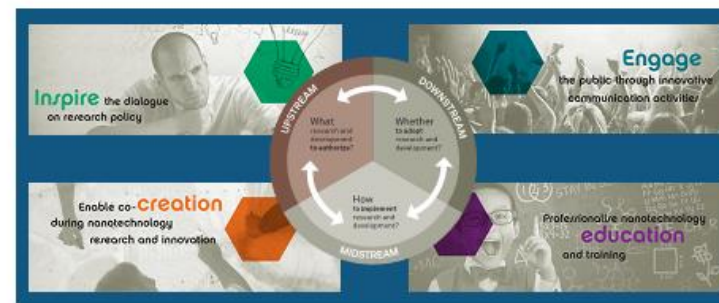 Inspire the dialogue
on research policy
Engage
the public through innovative
communication activities
UPSTREAM
DOWNSTREAM
MIDSTREAM
What
research and
development
to authorize?
Whether
to adopt
research and
development?
How
to implement
research and
development?
Enable co-creation
during nanotechnology
research and innovation
Professionalise nanotechnology
education
and training